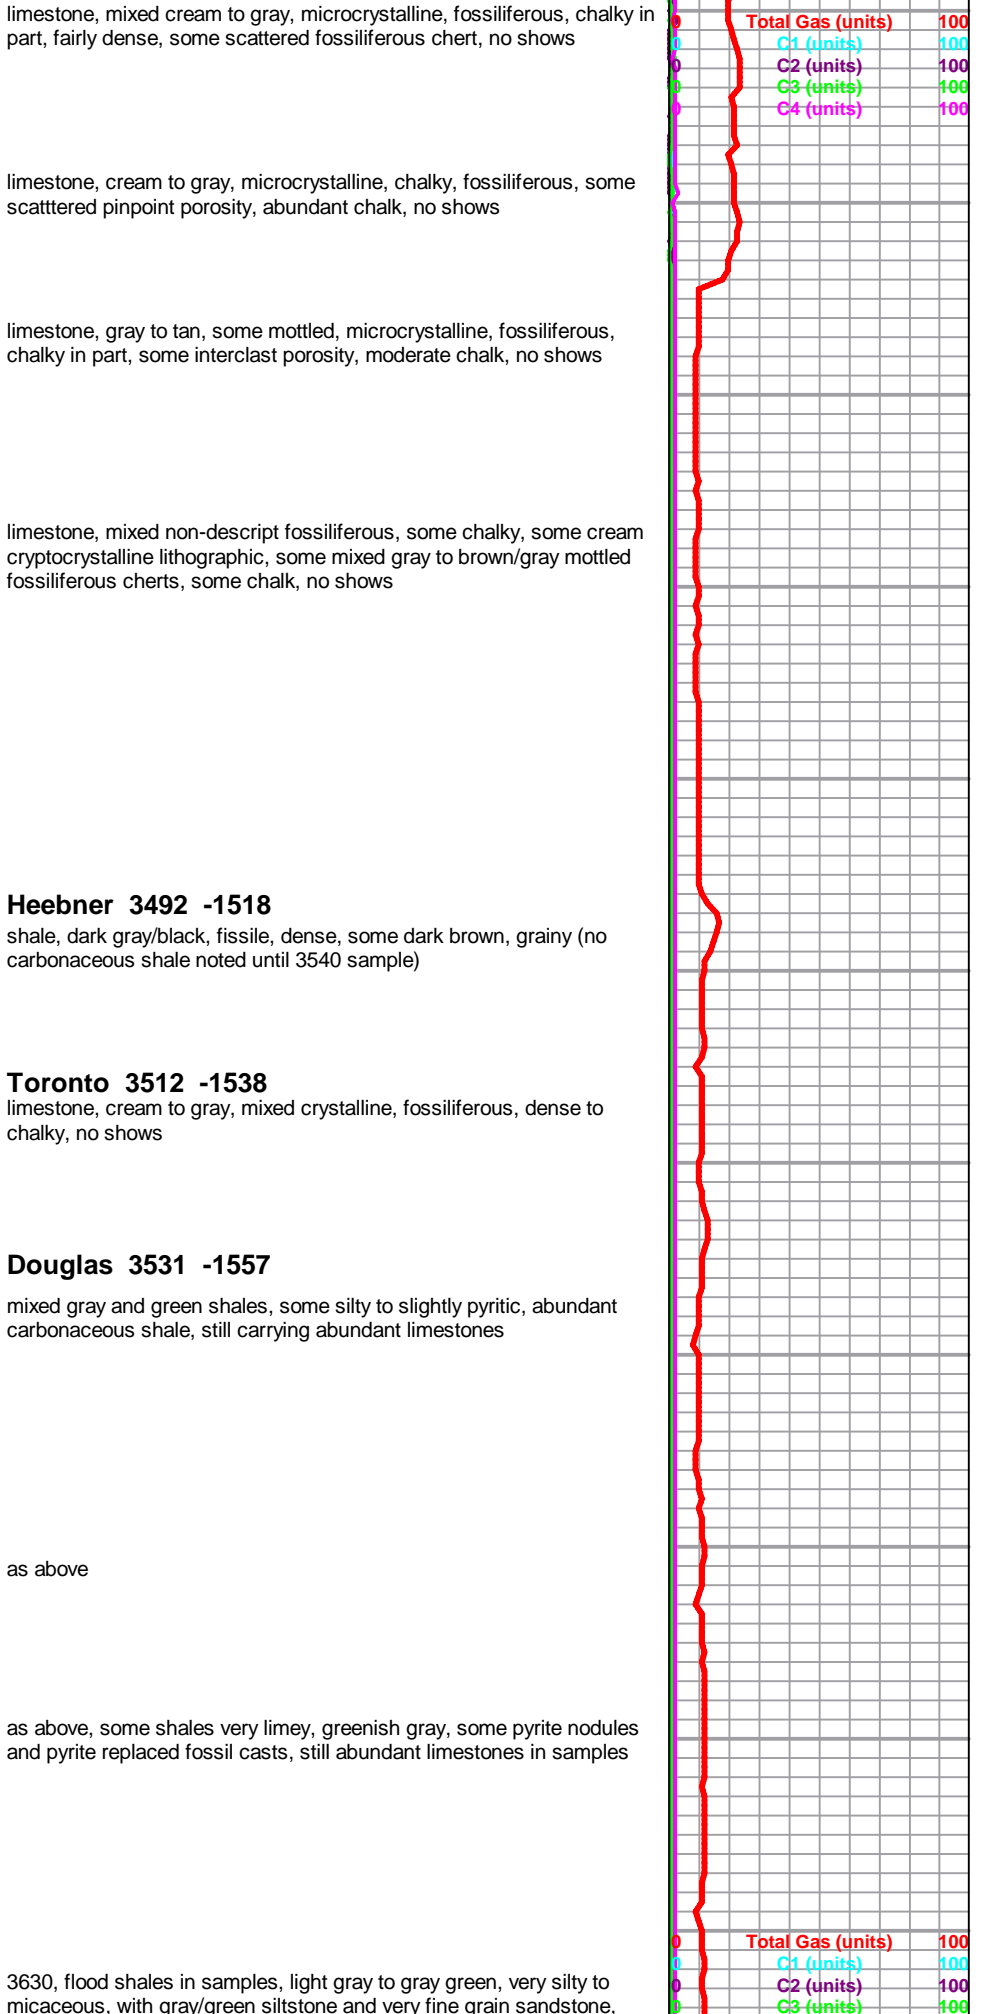 limestone, mixed cream to gray, microcrystalline, fossiliferous, chalky in
part, fairly dense, some scattered fossiliferous chert, no shows
0 Total Gas (units) 100
0 C1 (units) 100
0 C2 (units) 100
0 C3 (units) 100
0 C4 (units) 100
limestone, cream to gray, microcrystalline, chalky, fossiliferous, some
scatttered pinpoint porosity, abundant chalk, no shows
limestone, gray to tan, some mottled, microcrystalline, fossiliferous,
chalky in part, some interclast porosity, moderate chalk, no shows
limestone, mixed non-descript fossiliferous, some chalky, some cream
cryptocrystalline lithographic, some mixed gray to brown/gray mottled
fossiliferous cherts, some chalk, no shows
Heebner 3492 -1518
shale, dark gray/black, fissile, dense, some dark brown, grainy (no
carbonaceous shale noted until 3540 sample)
Toronto 3512 -1538
limestone, cream to gray, mixed crystalline, fossiliferous, dense to
chalky, no shows
Douglas 3531 -1557
mixed gray and green shales, some silty to slightly pyritic, abundant
carbonaceous shale, still carrying abundant limestones
as above
as above, some shales very limey, greenish gray, some pyrite nodules
and pyrite replaced fossil casts, still abundant limestones in samples
0 Total Gas (units) 100
0 C1 (units) 100
0 C2 (units) 100
0 C3 (units) 100
3630, flood shales in samples, light gray to gray green, very silty to
micaceous, with gray/green siltstone and very fine grain sandstone,